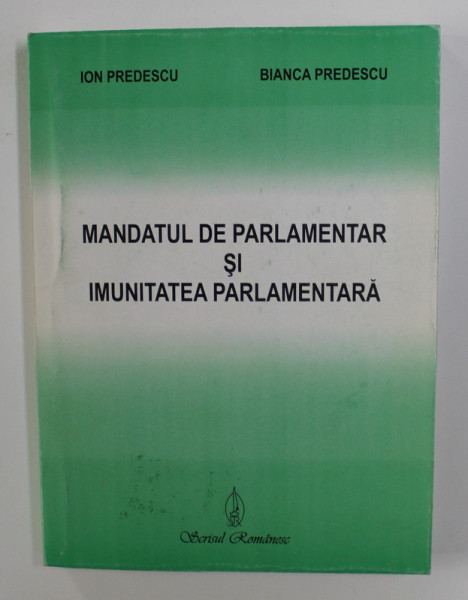 ION PREDESCU BIANCA PREDESCU
MANDATUL DE PARLAMENTAR
ŞI
IMUNITATEA PARLAMENTARĂ
Scrisul Românesc